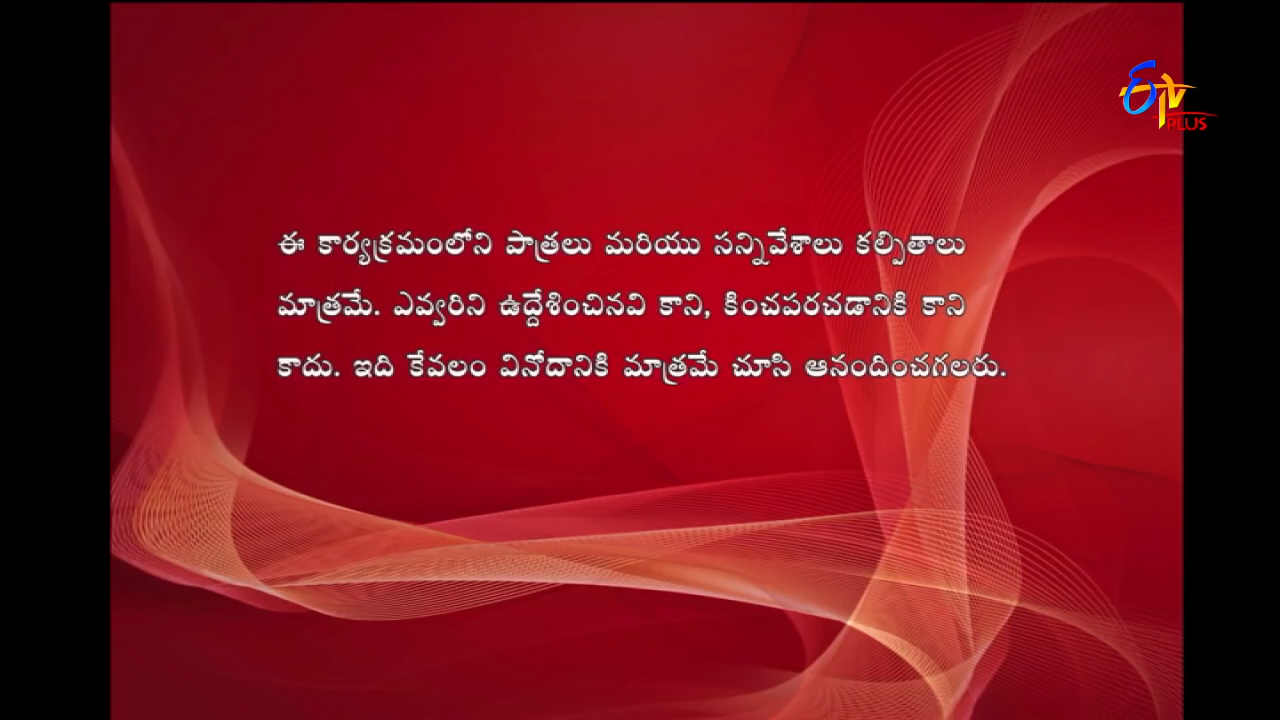 ETV
PLUS
ఈ కార్యక్రమంలోని పాత్రలు మరియు సన్నివేశాలు కల్పితాలు
మాత్రమే. ఎవ్వరిని ఉద్దేశించినవి కాని, కించపరచడానికి కాని
కాదు. ఇది కేవలం వినోదానికి మాత్రమే చూసి ఆనందించగలరు.